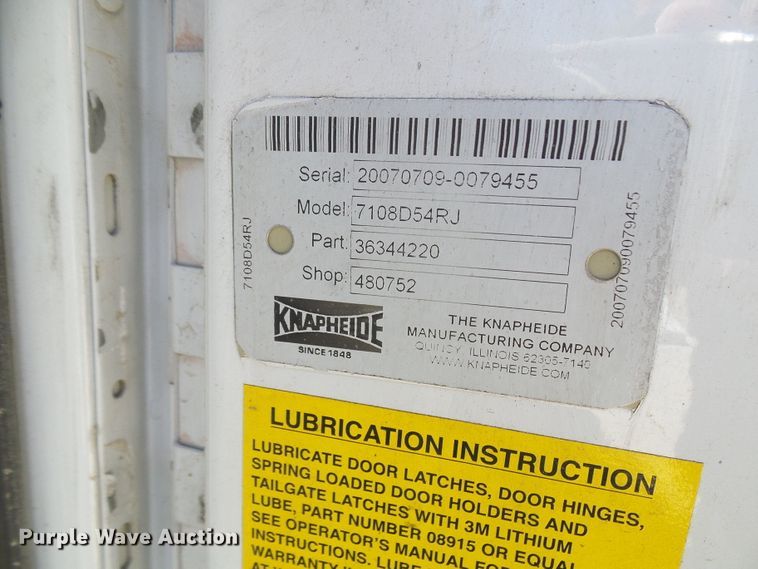 Serial: 20070709-0079455
Model: 7108D54RJ
Part: 36344220
Shop: 480752
7108D54RJ
200707090079455
KNAPHEIDE
SINCE 1848
THE KNAPHEIDE
MANUFACTURING COMPANY
QUINCY, ILLINOIS 62305-7140
WWW.KNAPHEIDE.COM
LUBRICATION INSTRUCTION
LUBRICATE DOOR LATCHES, DOOR HINGES,
SPRING LOADED DOOR HOLDERS AND
TAILGATE LATCHES WITH 3M LITHIUM
LUBE, PART NUMBER 08915 OR EQUAL
SEE OPERATOR'S MANUAL FOR
INSTRUCTIONS. LUBE
WARRANTY
Purple Wave Auction